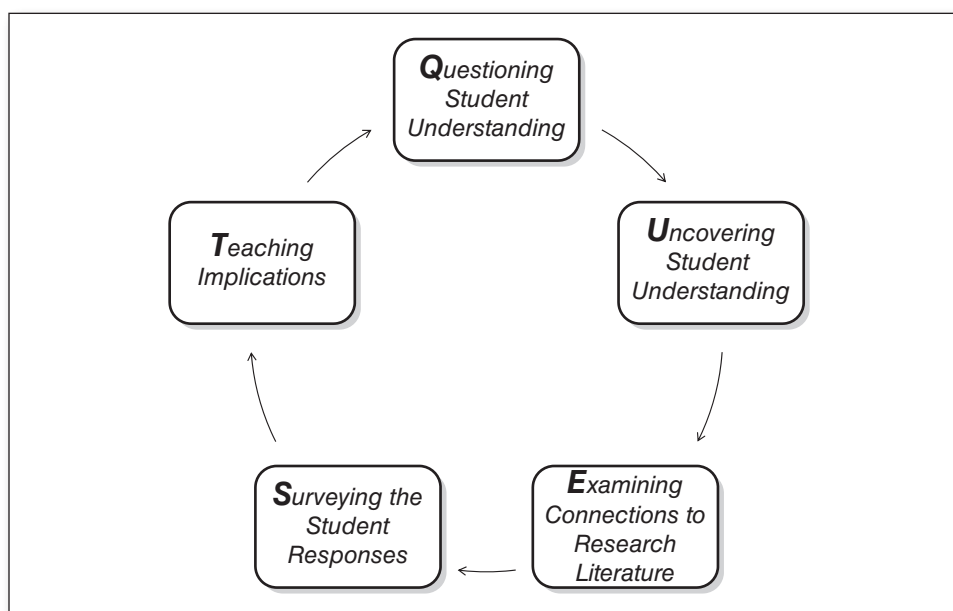 Questioning
Student
Understanding
Uncovering
Student
Understanding
Examining
Connections to
Research
Literature
Surveying the
Student
Responses
Teaching
Implications